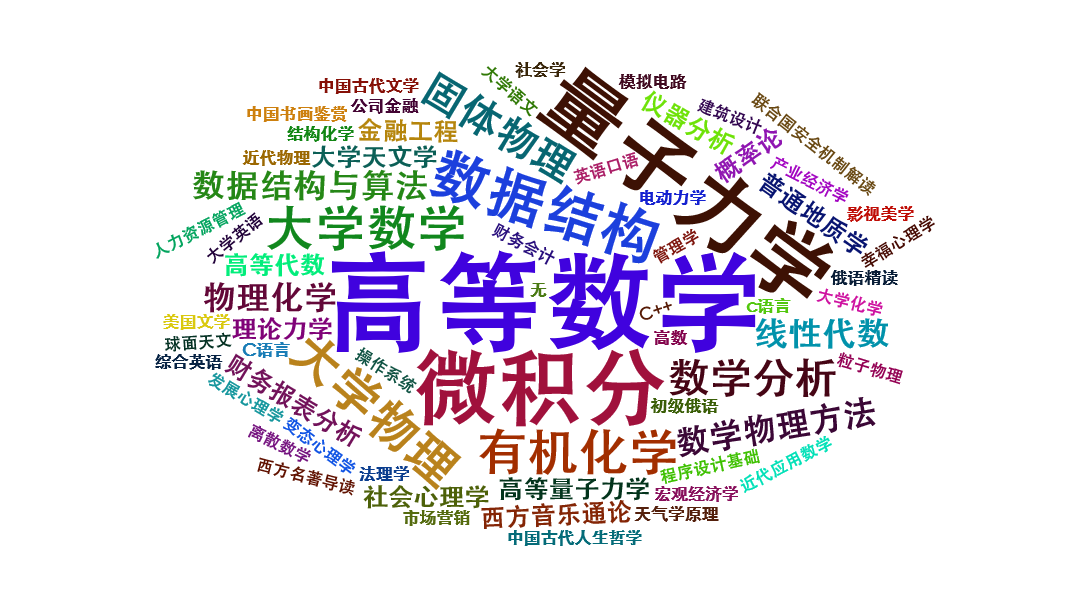 社会学
中国古代文学
大学语文
模拟电路
固体物理
量子力学
仪器分析
建筑设计
联合国安全机制解读
公司金融
中国书画鉴赏
结构化学
金融工程
近代物理
大学天文学
英语口语
概率论
产业经济学
数据结构与算法
数据结构
电动力学
普通地质学
影视美学
人力资源管理
大学英语
大学数学
财务会计
管理学
幸福心理学
高等代数
俄语精读
物理化学
高等数学
无
C++
C语言
大学化学
美国文学
理论力学
高数
线性代数
球面天文
C语言
综合英语
大学物理
操作系统
微积分
数学分析
粒子物理
财务报表分析
发展心理学
初级俄语
变态心理学
离散数学
有机化学
数学物理方法
西方名著导读
法理学
程序设计基础
近代应用数学
社会心理学
高等量子力学
宏观经济学
市场营销
西方音乐通论
天气学原理
中国古代人生哲学